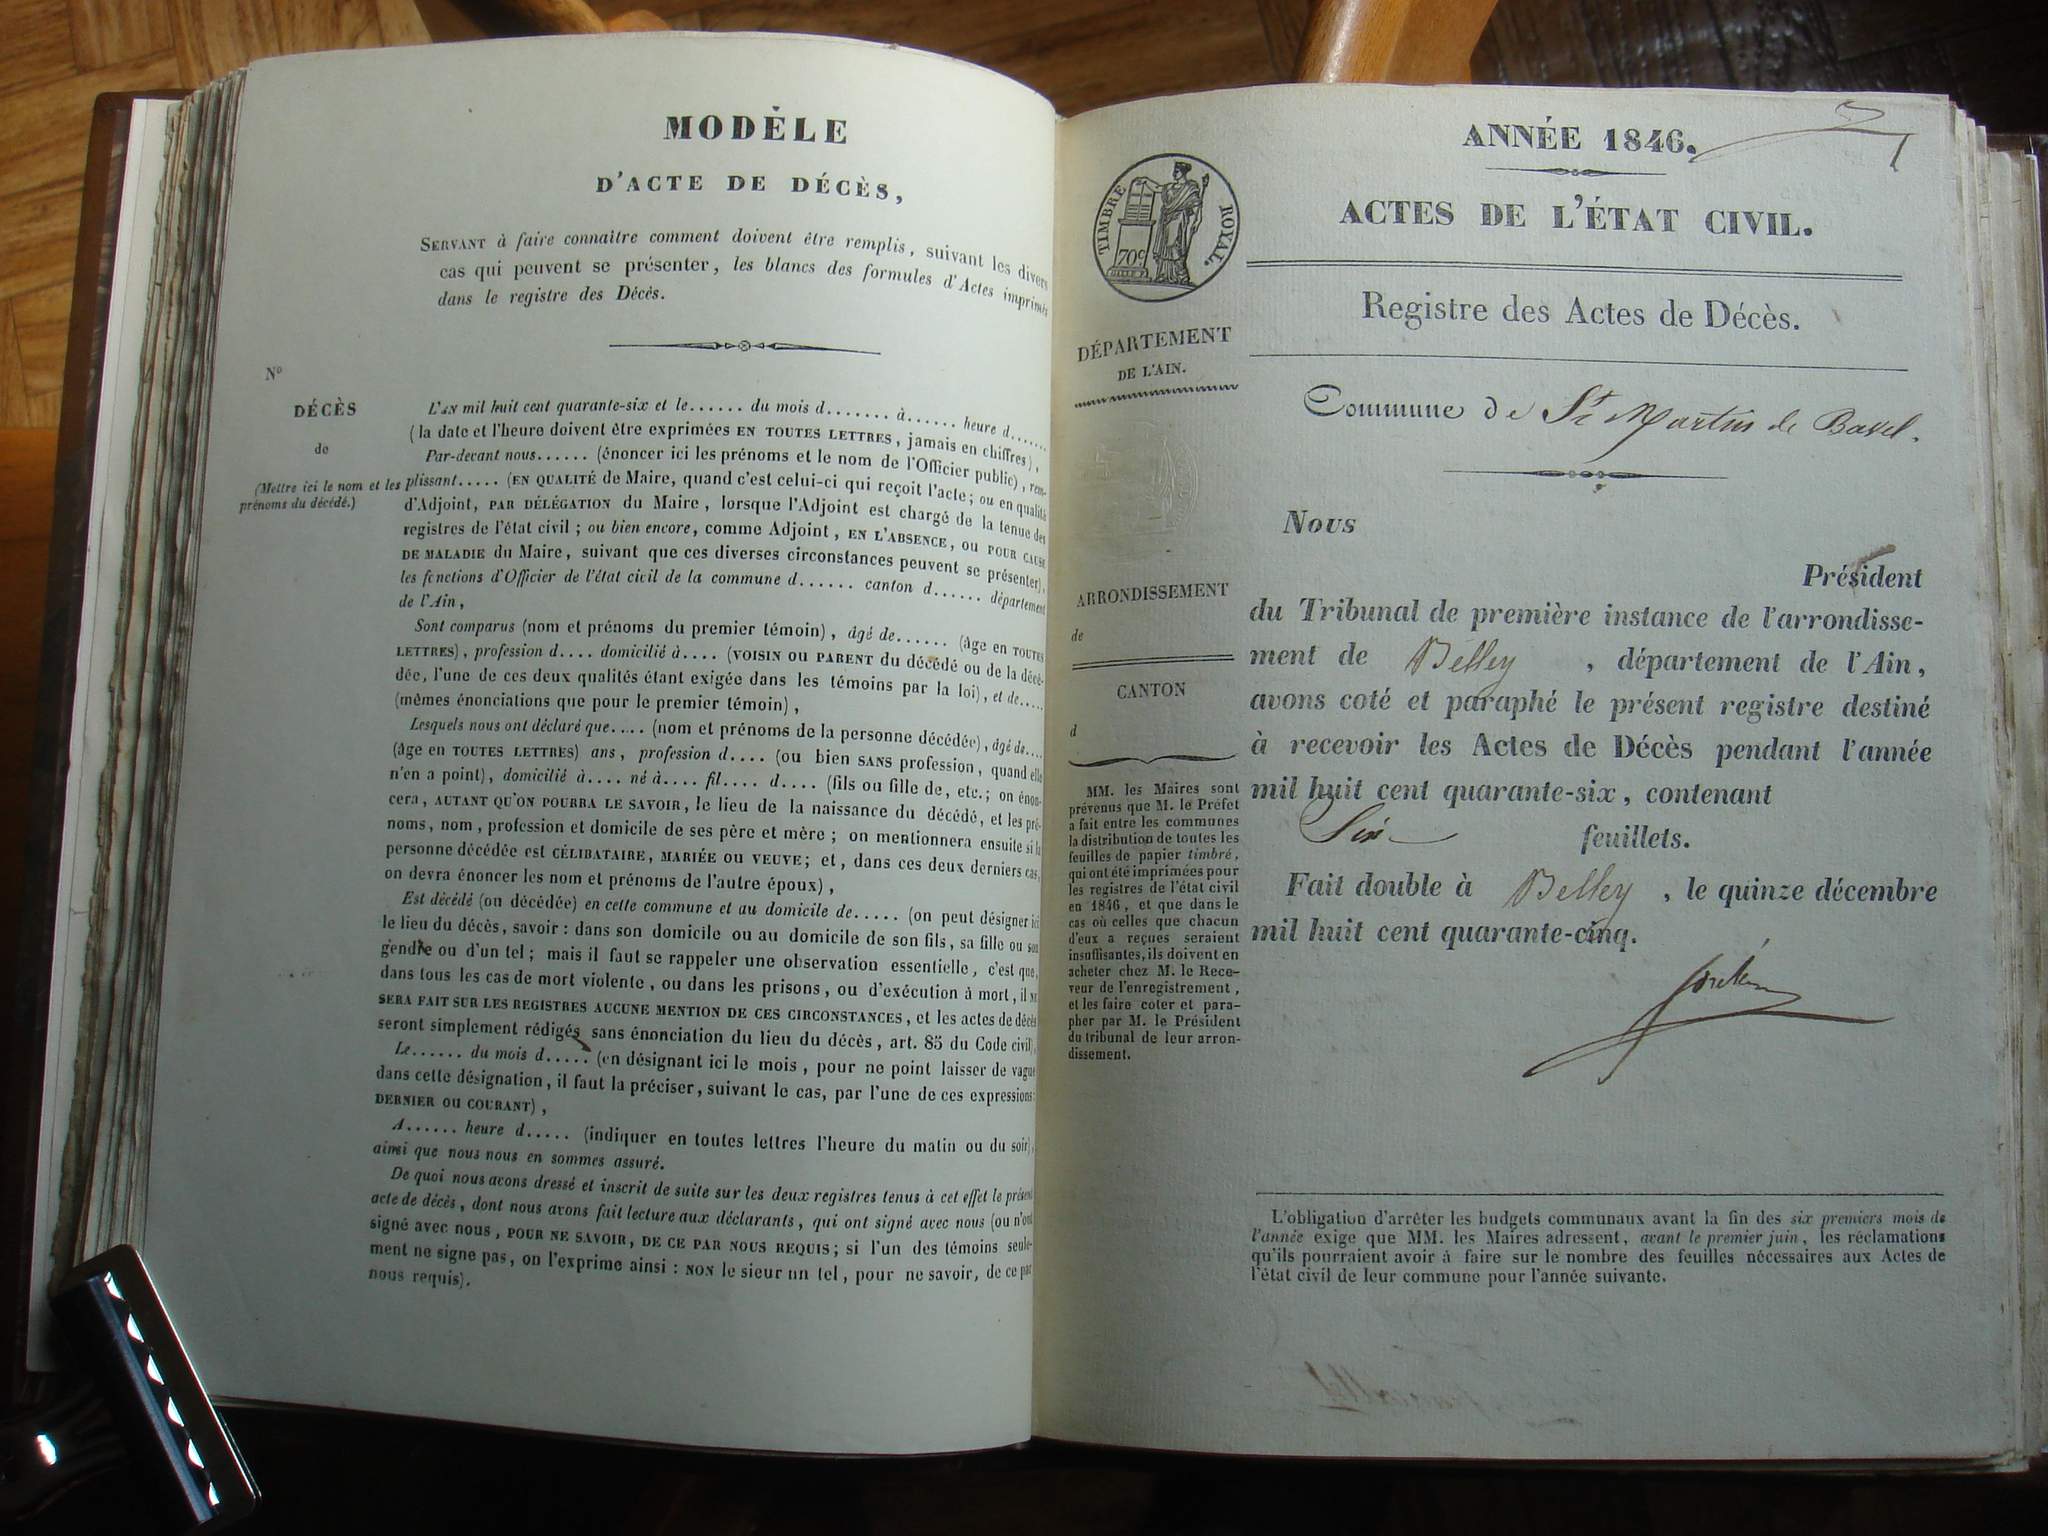 MODÈLE
D'ACTE DE DÉCÈS,
SERVANT à faire connaître comment doivent être remplis, suivant les divers
cas qui peuvent se présenter, les blancs des formules d'Actes imprimés
dans le registre des Décès.
N°
DÉCÈS
de
(Mettre ici le nom et les
prénoms du décédé.)
L'AN mil huit cent quarante-six et le...... du mois d....... à...... heure d......
(la date et l'heure doivent être exprimées EN TOUTES LETTRES, jamais en chiffres),
Par-devant nous...... (énoncer ici les prénoms et le nom de l'Officier public), rem-
plissant..... (EN QUALITÉ de Maire, quand c'est celui-ci qui reçoit l'acte; ou en qualité
d'Adjoint, PAR DÉLÉGATION du Maire, lorsque l'Adjoint est chargé de la tenue des
registres de l'état civil; ou bien encore, comme Adjoint, EN L'ABSENCE, ou POUR CAUSE
DE MALADIE du Maire, suivant que ces diverses circonstances peuvent se présenter),
les fonctions d'Officier de l'état civil de la commune d...... canton d...... département
de l'Ain,
Sont comparus (nom et prénoms du premier témoin), âgé de...... (âge en TOUTES
LETTRES), profession d.... domicilié à.... (VOISIN OU PARENT du décédé ou de la décé-
dée, l'une de ces deux qualités étant exigée dans les témoins par la loi), et de.....
(mêmes énonciations que pour le premier témoin),
Lesquels nous ont déclaré que..... (nom et prénoms de la personne décédée), âgé de....
(âge en TOUTES LETTRES) ans, profession d.... (ou bien SANS profession, quand elle
n'en a point), domicilié à.... né à.... fil.... d.... (fils ou fille de, etc.; on énon-
cera, AUTANT QU'ON POURRA LE SAVOIR, le lieu de la naissance du décédé, et les pré-
noms, nom, profession et domicile de ses père et mère; on mentionnera ensuite si la
personne décédée est CÉLIBATAIRE, MARIÉE OU VEUVE; et, dans ces deux derniers cas,
on devra énoncer les nom et prénoms de l'autre époux),
Est décédé (ou décédée) en cette commune et au domicile de..... (on peut désigner ici
le lieu du décès, savoir: dans son domicile ou au domicile de son fils, sa fille ou son
gendre ou d'un tel; mais il faut se rappeler une observation essentielle, c'est que,
dans tous les cas de mort violente, ou dans les prisons, ou d'exécution à mort, il NE
SERA FAIT SUR LES REGISTRES AUCUNE MENTION DE CES CIRCONSTANCES, et les actes de décès
seront simplement rédigés sans énonciation du lieu du décès, art. 85 du Code civil),
Le...... du mois d..... (en désignant ici le mois, pour ne point laisser de vague
dans cette désignation, il faut la préciser, suivant le cas, par l'une de ces expressions:
DERNIER OU COURANT),
A...... heure d..... (indiquer en toutes lettres l'heure du matin ou du soir),
ainsi que nous nous en sommes assuré.
De quoi nous avons dressé et inscrit de suite sur les deux registres tenus à cet effet le présent
acte de décès, dont nous avons fait lecture aux déclarants, qui ont signé avec nous (ou n'ont
signé avec nous, POUR NE SAVOIR, DE CE PAR NOUS REQUIS; si l'un des témoins seule-
ment ne signe pas, on l'exprime ainsi: NON le sieur un tel, pour ne savoir, de ce par
nous requis).
ANNÉE 1846.
ACTES DE L'ÉTAT CIVIL.
TIMBRE ROYAL.
70c
Registre des Actes de Décès.
DÉPARTEMENT
DE L'AIN.
Commune de St Martin de Bavel.
ARRONDISSEMENT
de
CANTON
d
MM. les Maires sont
prévenus que M. le Préfet
a fait entre les communes
la distribution de toutes les
feuilles de papier timbré,
qui ont été imprimées pour
les registres de l'état civil
en 1846, et que dans le
cas où celles que chacun
d'eux a reçues seraient
insuffisantes, ils doivent en
acheter chez M. le Rece-
veur de l'enregistrement,
et les faire coter et para-
pher par M. le Président
du tribunal de leur arron-
dissement.
Nous
Président
du Tribunal de première instance de l'arrondisse-
ment de Belley, département de l'Ain,
avons coté et paraphé le présent registre destiné
à recevoir les Actes de Décès pendant l'année
mil huit cent quarante-six, contenant
Six feuillets.
Fait double à Belley, le quinze décembre
mil huit cent quarante-cinq.
L'obligation d'arrêter les budgets communaux avant la fin des six premiers mois de
l'année exige que MM. les Maires adressent, avant le premier juin, les réclamations
qu'ils pourraient avoir à faire sur le nombre des feuilles nécessaires aux Actes de
l'état civil de leur commune pour l'année suivante.